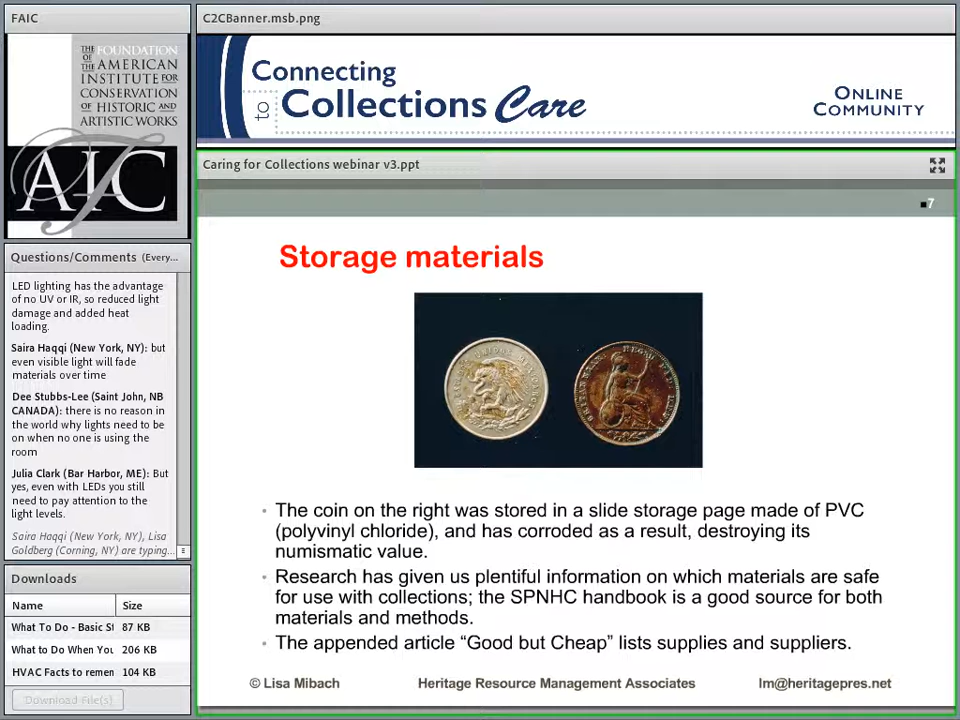 FAIC
THE FOUNDATION
OF THE AMERICAN
INSTITUTE FOR
CONSERVATION
OF HISTORIC AND
ARTISTIC WORKS
AIC
Questions/Comments (Every...
LED lighting has the advantage
of no UV or IR, so reduced light
damage and added heat
loading.
Saira Haqqi (New York, NY): but
even visible light will fade
materials over time
Dee Stubbs-Lee (Saint John, NB
CANADA): there is no reason in
the world why lights need to be
on when no one is using the
room
Julia Clark (Bar Harbor, ME): But
yes, even with LEDs you still
need to pay attention to the
light levels.
Saira Haqqi (New York, NY), Lisa
Goldberg (Corning, NY) are typing...
Downloads
Name Size
What To Do - Basic St 87 KB
What to Do When You 206 KB
HVAC Facts to remen 104 KB
Download File(s)
C2CBanner.msb.png
Connecting
to Collections Care
ONLINE
COMMUNITY
Caring for Collections webinar v3.ppt
7
Storage materials
• The coin on the right was stored in a slide storage page made of PVC
(polyvinyl chloride), and has corroded as a result, destroying its
numismatic value.
• Research has given us plentiful information on which materials are safe
for use with collections; the SPNHC handbook is a good source for both
materials and methods.
• The appended article “Good but Cheap” lists supplies and suppliers.
© Lisa Mibach Heritage Resource Management Associates lm@heritagepres.net